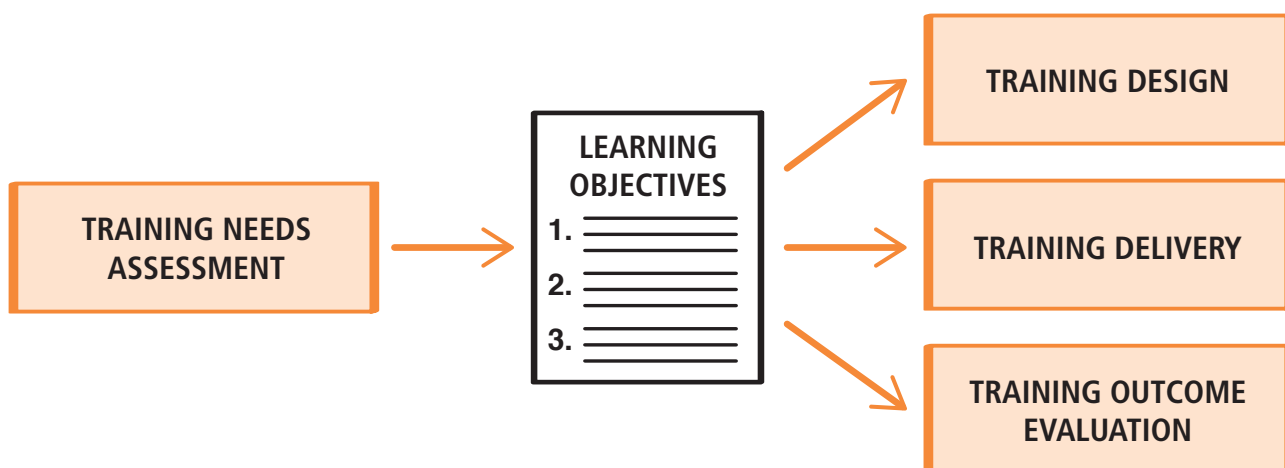 TRAINING NEEDS
ASSESSMENT
LEARNING
OBJECTIVES
1.
2.
3.
TRAINING DESIGN
TRAINING DELIVERY
TRAINING OUTCOME
EVALUATION